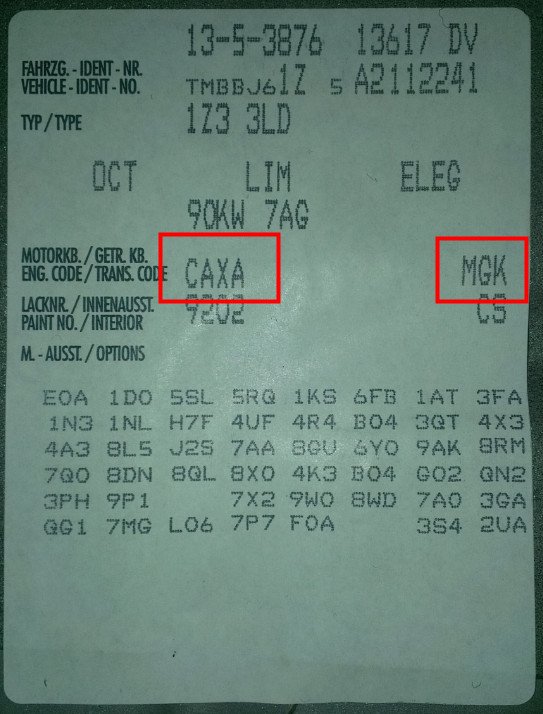 13-5-3876 13617 DV
FAHRZG. - IDENT - NR.
VEHICLE - IDENT - NO. TMBBJ61Z 5 A2112241
TYP / TYPE 1Z3 3LD
OCT LIM ELEG
90KW 7AG
MOTORKB. / GETR. KB.
ENG. CODE / TRANS. CODE CAXA MGK
LACKNR. / INNENAUSST.
PAINT NO. / INTERIOR 9202 CS
M. - AUSST. / OPTIONS
E0A 1D0 5SL 5RQ 1KS 6FB 1AT 3FA
1N3 1NL H7F 4UF 4R4 B04 3QT 4X3
4A3 8L5 J2S 7AA 8GU 6Y0 9AK 8RM
7Q0 8DN 8QL 8X0 4K3 B04 G02 QN2
3PH 9P1 7X2 9W0 8WD 7A0 3GA
QG1 7MG L06 7P7 F0A 3S4 2UA